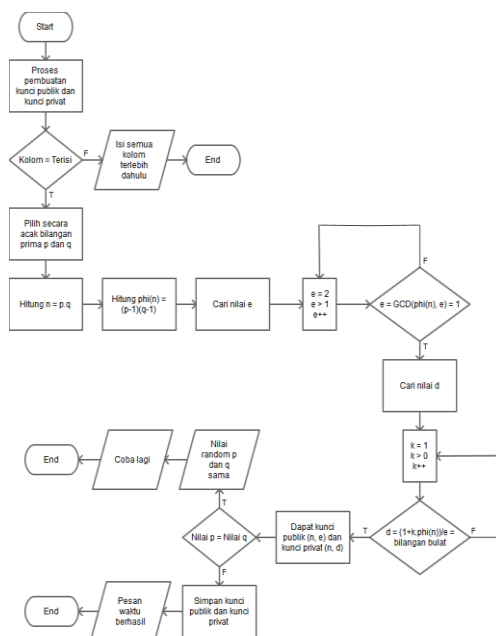 Start
Proses
pembuatan
kunci publik dan
kunci privat
Kolom = Terisi
F
Isi semua
kolom
terlebih
dahulu
End
T
Pilih secara
acak bilangan
prima p dan q
Hitung n = p.q
Hitung phi(n) =
(p-1)(q-1)
Cari nilai e
e = 2
e > 1
e++
F
e = GCD(phi(n), e) = 1
T
Cari nilai d
k = 1
k > 0
k++
d = (1+k.phi(n))/e =
bilangan bulat
F
T
Dapat kunci
publik (n, e) dan
kunci privat (n, d)
Nilai p = Nilai q
T
Nilai
random p
dan q
sama
Coba lagi
End
F
Simpan kunci
publik dan kunci
privat
Pesan
waktu
berhasil
End